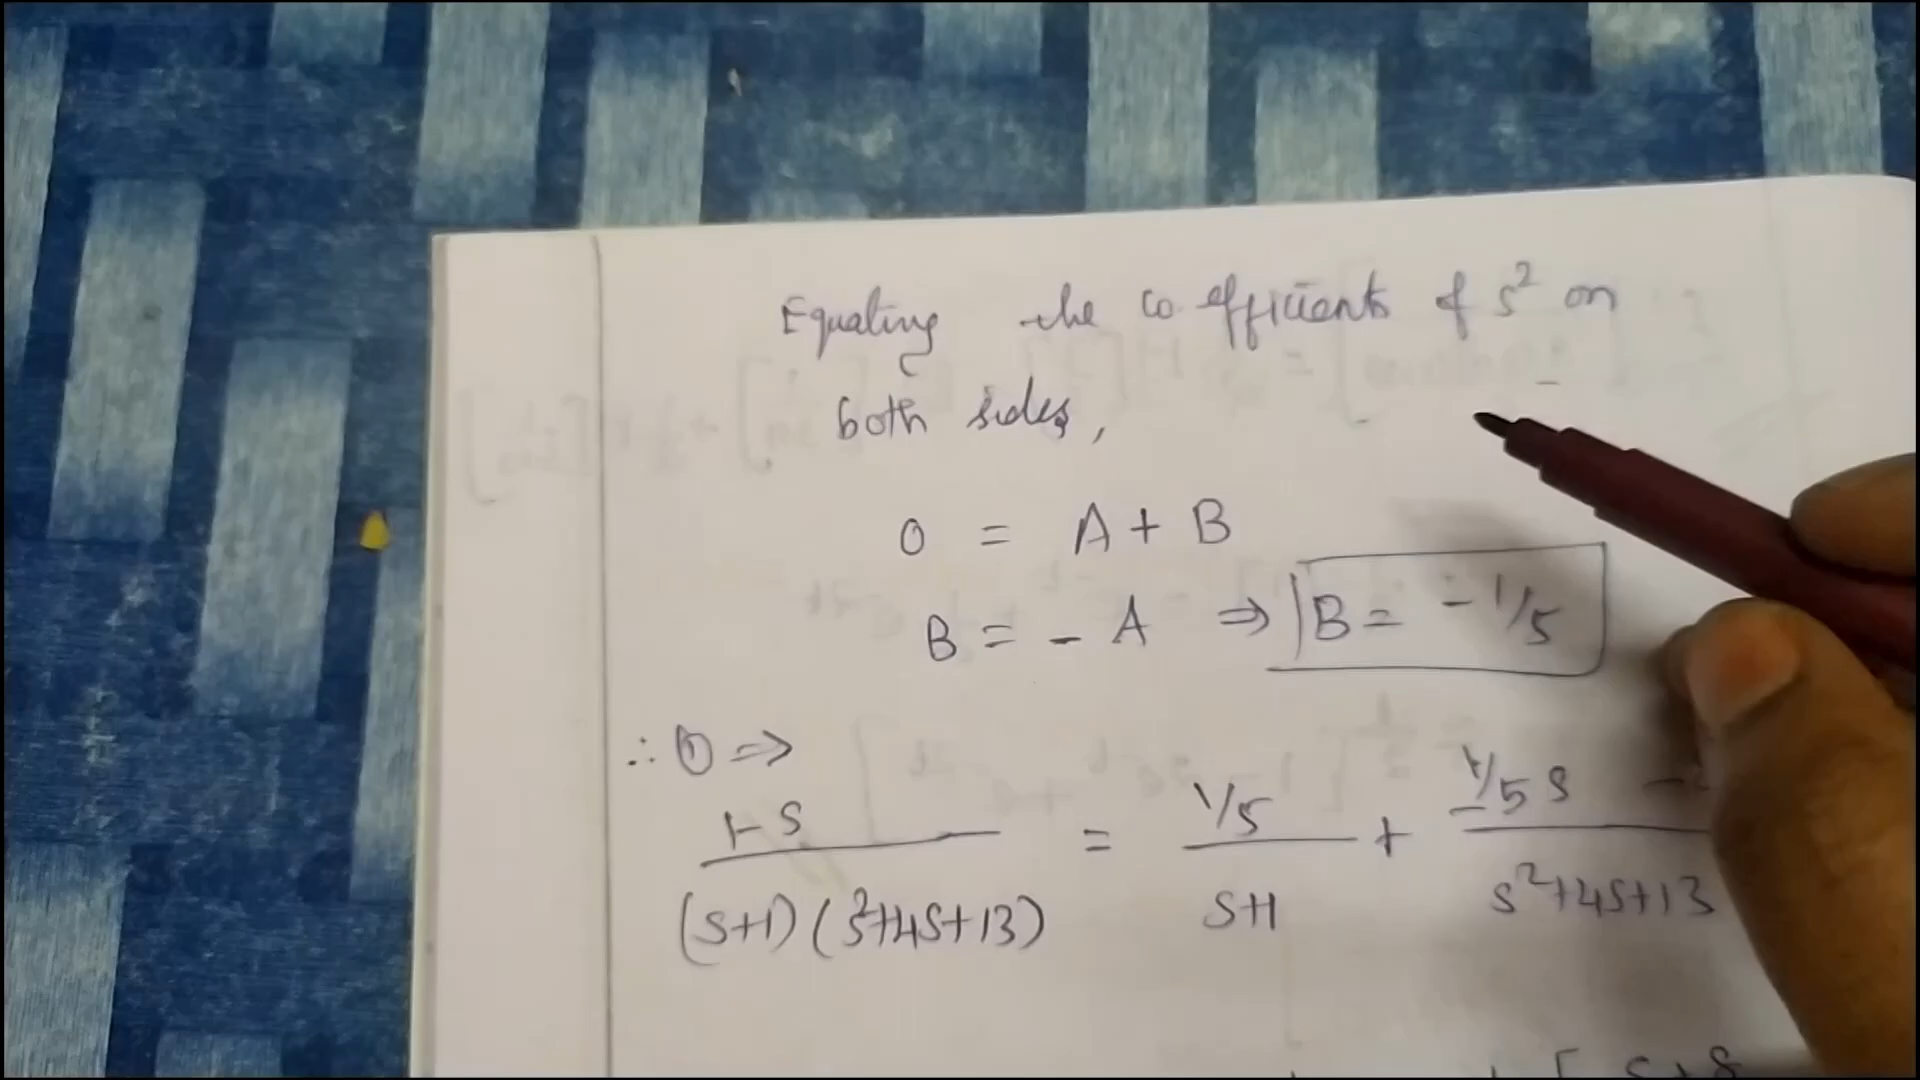 Equating the coefficients of s² on
both sides,
0 = A + B
B = - A ⇒ B = -1/5
∴ ① ⇒
1-s / (s+1)(s²+4s+13) = 1/5 / s+1 + -1/5 s - / s²+4s+13
s+8